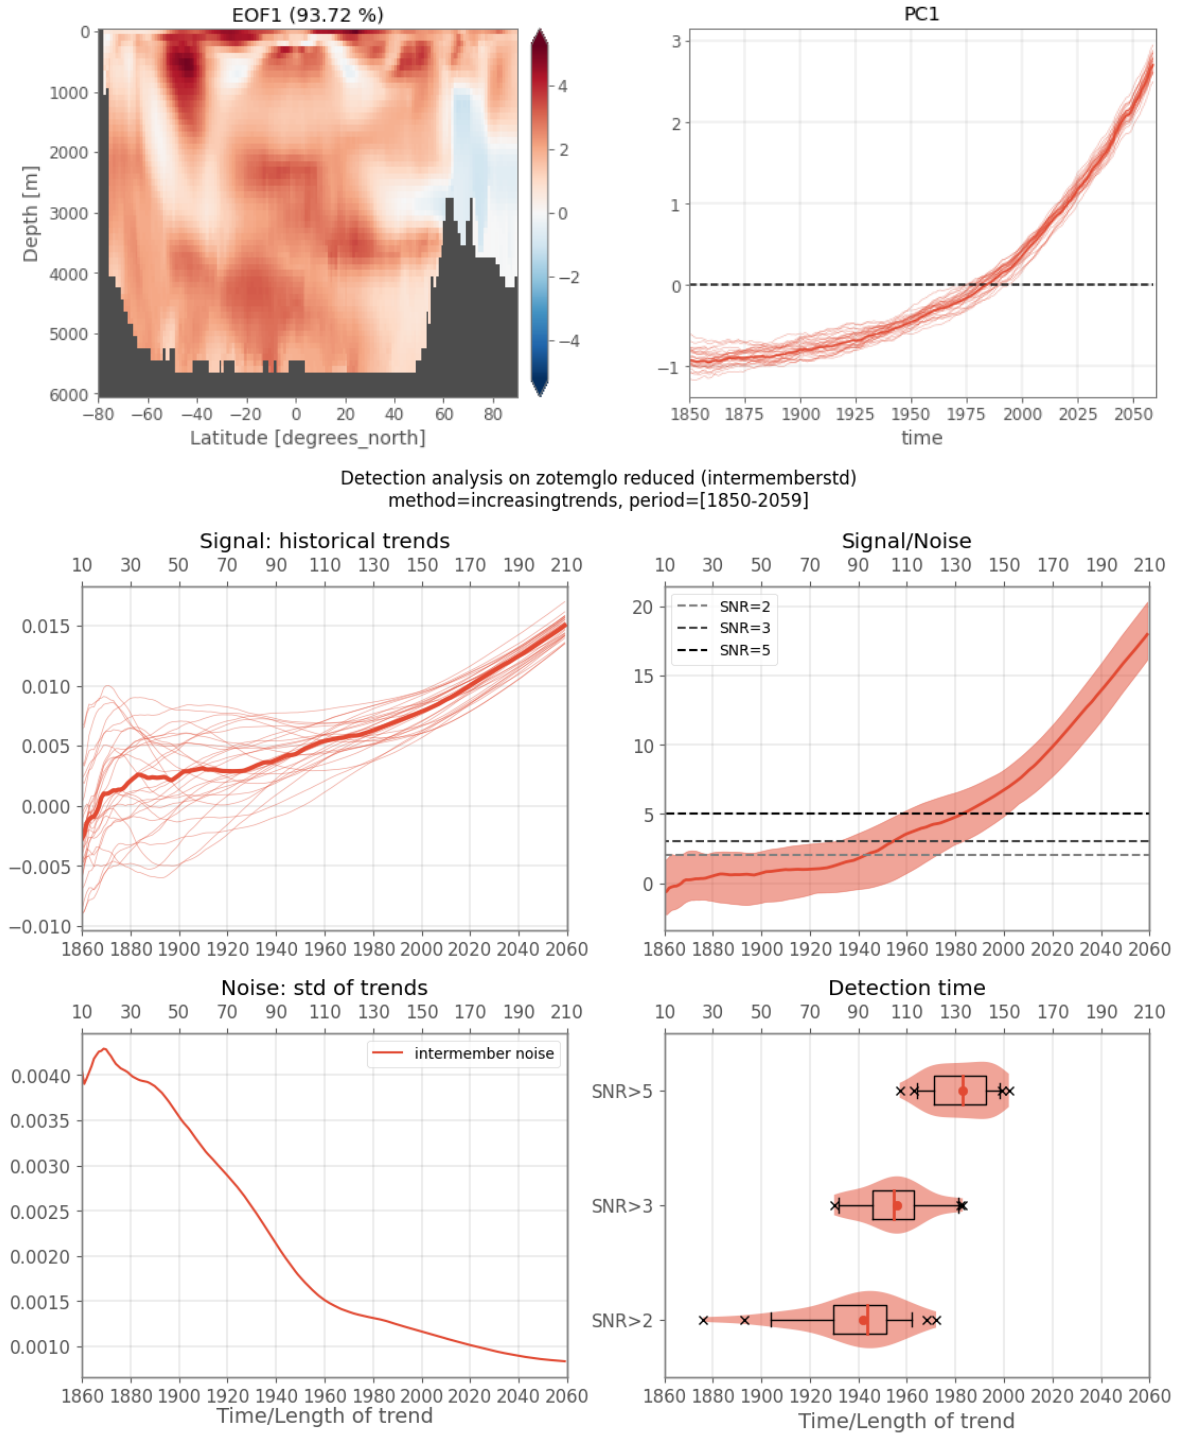 EOF1 (93.72 %)
0
1000
2000
3000
4000
5000
6000
Depth [m]
−80 −60 −40 −20 0 20 40 60 80
Latitude [degrees_north]
4
2
0
−2
−4
PC1
3
2
1
0
−1
1850 1875 1900 1925 1950 1975 2000 2025 2050
time
Detection analysis on zotemglo reduced (intermemberstd)
method=increasingtrends, period=[1850-2059]
Signal: historical trends
10 30 50 70 90 110 130 150 170 190 210
0.015
0.010
0.005
0.000
−0.005
−0.010
1860 1880 1900 1920 1940 1960 1980 2000 2020 2040 2060
Signal/Noise
10 30 50 70 90 110 130 150 170 190 210
SNR=2
SNR=3
SNR=5
20
15
10
5
0
1860 1880 1900 1920 1940 1960 1980 2000 2020 2040 2060
Noise: std of trends
10 30 50 70 90 110 130 150 170 190 210
intermember noise
0.0040
0.0035
0.0030
0.0025
0.0020
0.0015
0.0010
1860 1880 1900 1920 1940 1960 1980 2000 2020 2040 2060
Time/Length of trend
Detection time
10 30 50 70 90 110 130 150 170 190 210
SNR>5
SNR>3
SNR>2
1860 1880 1900 1920 1940 1960 1980 2000 2020 2040 2060
Time/Length of trend